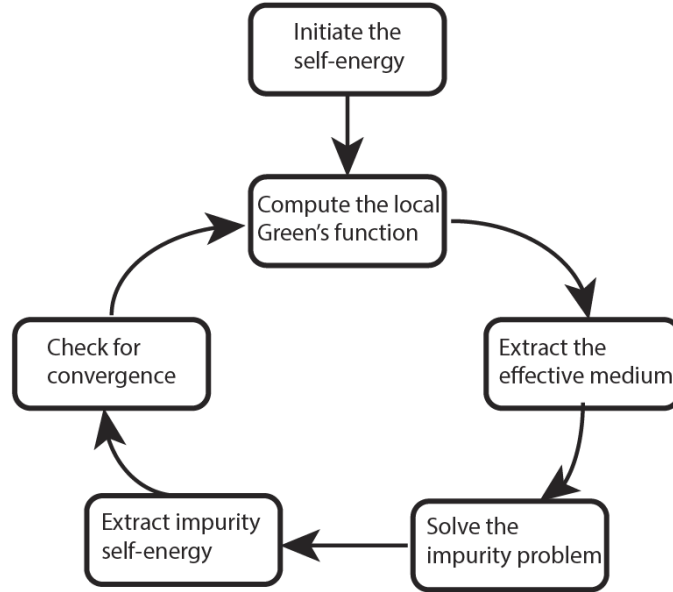 Initiate the
self-energy
Compute the local
Green's function
Extract the
effective medium
Solve the
impurity problem
Extract impurity
self-energy
Check for
convergence